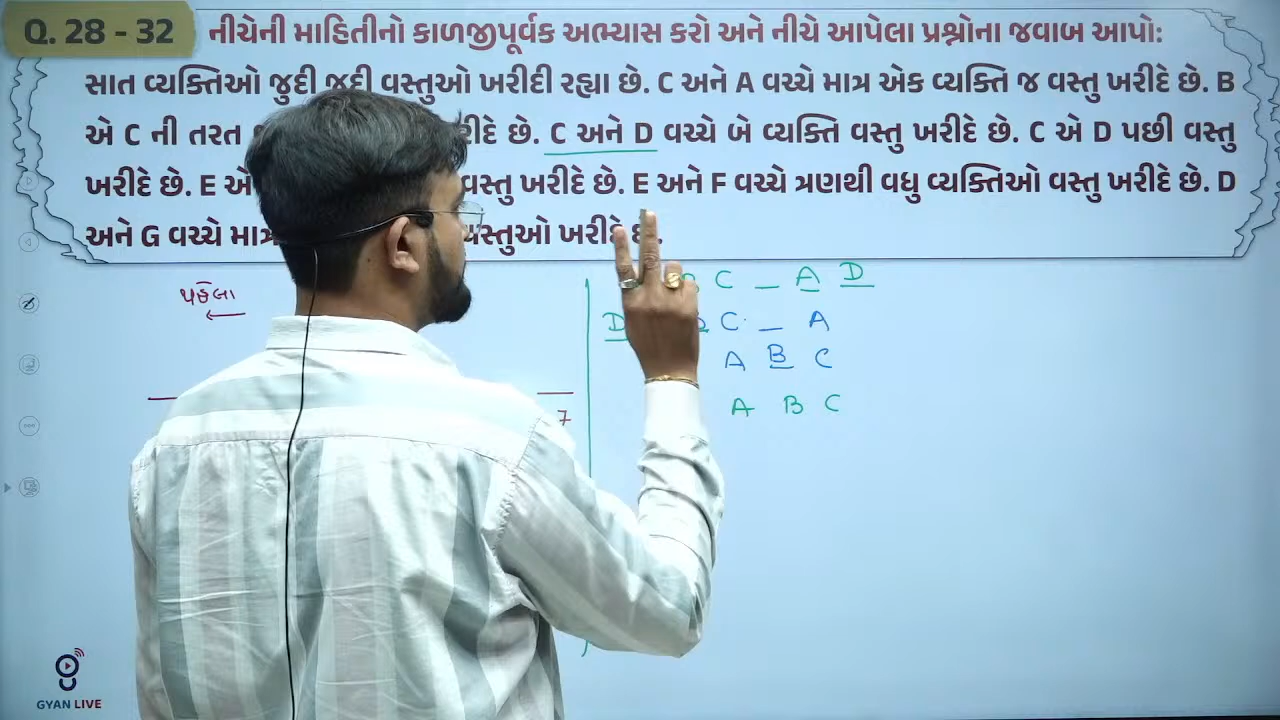 Q. 28 - 32 નીચેની માહિતીનો કાળજીપૂર્વક અભ્યાસ કરો અને નીચે આપેલા પ્રશ્નોના જવાબ આપો:
સાત વ્યક્તિઓ જુદી જુદી વસ્તુઓ ખરીદી રહ્યા છે. C અને A વચ્ચે માત્ર એક વ્યક્તિ જ વસ્તુ ખરીદે છે. B
એ C ની તરત છે. C અને D વચ્ચે બે વ્યક્તિ વસ્તુ ખરીદે છે. C એ D પછી વસ્તુ
ખરીદે છે. E વસ્તુ ખરીદે છે. E અને F વચ્ચે ત્રણથી વધુ વ્યક્તિઓ વસ્તુ ખરીદે છે. D
અને G વચ્ચે વસ્તુઓ ખરીદે
પહેલા
C _ A D
D C _ A
A B C
A B C
7
GYAN LIVE